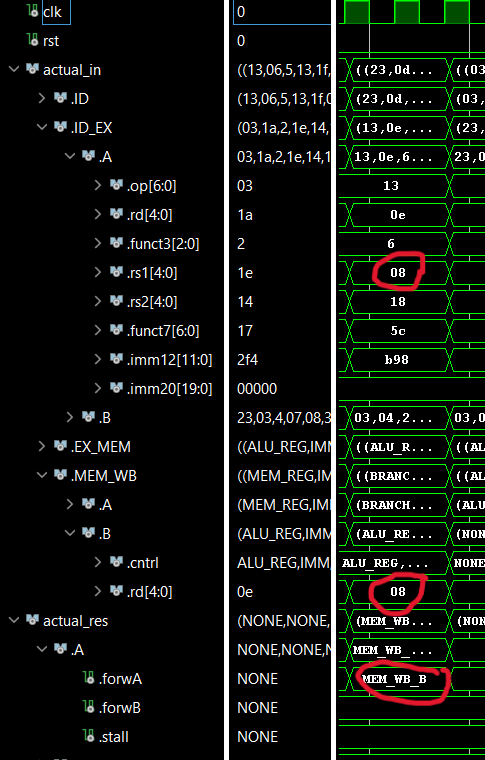 clk 0
rst 0
actual_in ((13,06,5,13,1f, ((23,0d,... ((03
.ID (13,06,5,13,1f,0 (23,0d,... (03,
.ID_EX (03,1a,2,1e,14, (13,0e,... (23,
.A 03,1a,2,1e,14,1 13,0e,6... 23,0
.op[6:0] 03 13
.rd[4:0] 1a 0e
.funct3[2:0] 2 6
.rs1[4:0] 1e 08
.rs2[4:0] 14 18
.funct7[6:0] 17 5c
.imm12[11:0] 2f4 b98
.imm20[19:0] 00000
.B 23,03,4,07,08,3 03,04,2... 03,0
.EX_MEM ((ALU_REG,IMM ((ALU_R... ((AL
.MEM_WB ((MEM_REG,IM ((BRANC... ((AL
.A (MEM_REG,IM (BRANCH... (ALU
.B (ALU_REG,IMM (ALU_RE... (NON
.cntrl ALU_REG,IMM, ALU_REG,... NONE
.rd[4:0] 0e 08
actual_res (NONE,NONE, (MEM_WB... (NON
.A NONE,NONE,N MEM_WB_...
.forwA NONE MEM_WB_B
.forwB NONE
.stall NONE